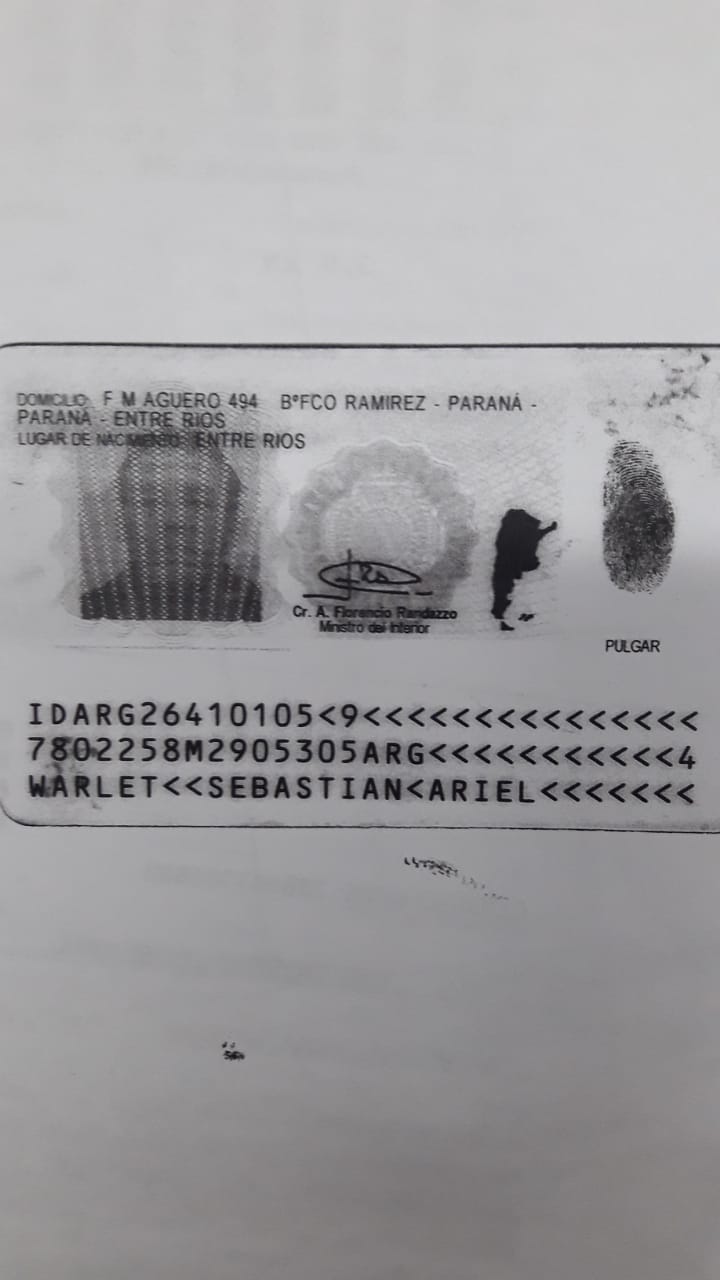 DOMICILIO: F M AGUERO 494 BºFCO RAMIREZ - PARANÁ -
PARANÁ - ENTRE RIOS
LUGAR DE NACIMIENTO: ENTRE RIOS
Cr. A. Florencio Randazzo
Ministro del Interior
PULGAR
IDARG26410105<9<<<<<<<<<<<<<<<
7802258M2905305ARG<<<<<<<<<<<4
WARLET<<SEBASTIAN<ARIEL<<<<<<<